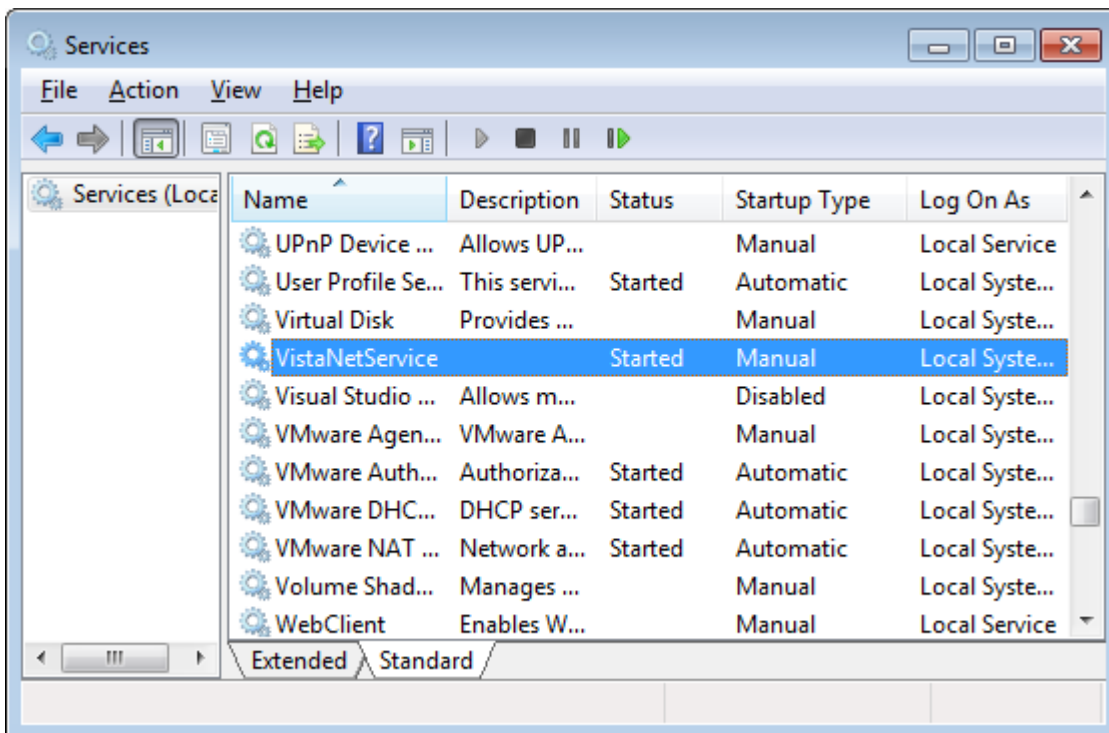 Services
File Action View Help
Services (Loca
Name Description Status Startup Type Log On As
UPnP Device ... Allows UP... Manual Local Service
User Profile Se... This servi... Started Automatic Local Syste...
Virtual Disk Provides ... Manual Local Syste...
VistaNetService Started Manual Local Syste...
Visual Studio ... Allows m... Disabled Local Syste...
VMware Agen... VMware A... Manual Local Syste...
VMware Auth... Authoriza... Started Automatic Local Syste...
VMware DHC... DHCP ser... Started Automatic Local Syste...
VMware NAT ... Network a... Started Automatic Local Syste...
Volume Shad... Manages ... Manual Local Syste...
WebClient Enables W... Manual Local Service
Extended Standard